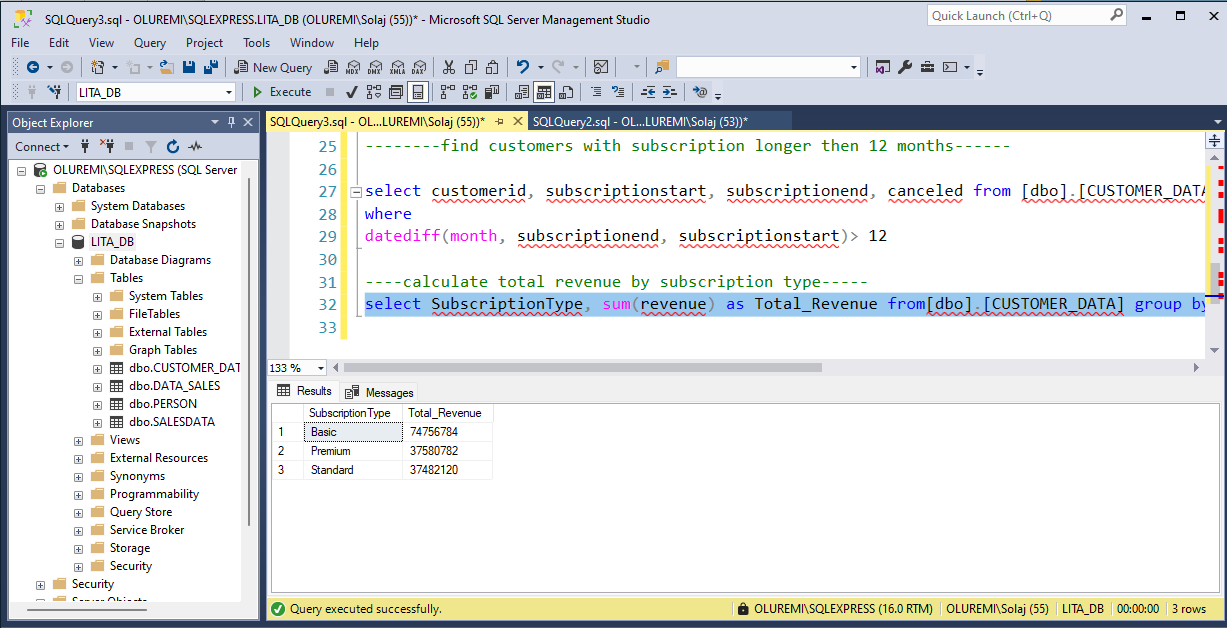 SQLQuery3.sql - OLUREMI\SQLEXPRESS.LITA_DB (OLUREMI\Solaj (55))* - Microsoft SQL Server Management Studio
Quick Launch (Ctrl+Q)
File Edit View Query Project Tools Window Help
New Query MDX DMX XMLA DAX
LITA_DB Execute
Object Explorer
Connect
OLUREMI\SQLEXPRESS (SQL Server
Databases
System Databases
Database Snapshots
LITA_DB
Database Diagrams
Tables
System Tables
FileTables
External Tables
Graph Tables
dbo.CUSTOMER_DAT
dbo.DATA_SALES
dbo.PERSON
dbo.SALESDATA
Views
External Resources
Synonyms
Programmability
Query Store
Service Broker
Storage
Security
Security
Server Objects
SQLQuery3.sql - OL...LUREMI\Solaj (55))* SQLQuery2.sql - OL...LUREMI\Solaj (53))*
25 --------find customers with subscription longer then 12 months------
26
27 select customerid, subscriptionstart, subscriptionend, canceled from [dbo].[CUSTOMER_DATA
28 where
29 datediff(month, subscriptionend, subscriptionstart)> 12
30
31 ----calculate total revenue by subscription type-----
32 select SubscriptionType, sum(revenue) as Total_Revenue from[dbo].[CUSTOMER_DATA] group by
33
133 %
Results Messages
SubscriptionType Total_Revenue
1 Basic 74756784
2 Premium 37580782
3 Standard 37482120
Query executed successfully. OLUREMI\SQLEXPRESS (16.0 RTM) OLUREMI\Solaj (55) LITA_DB 00:00:00 3 rows